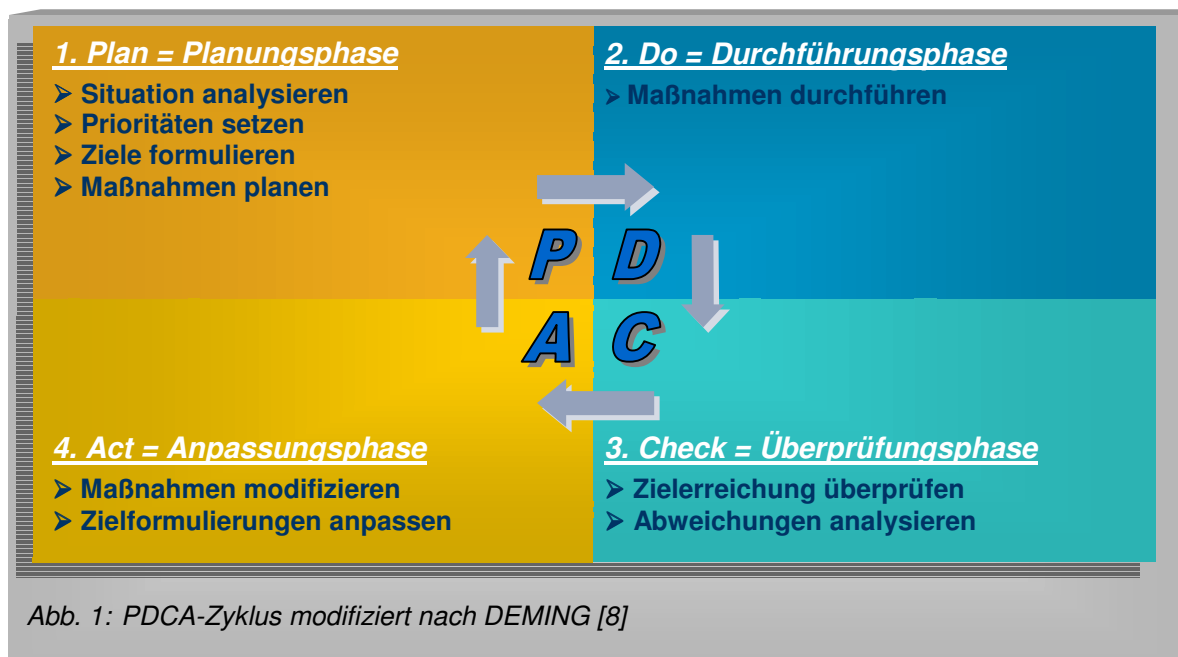 1. Plan = Planungsphase
➢ Situation analysieren
➢ Prioritäten setzen
➢ Ziele formulieren
➢ Maßnahmen planen
2. Do = Durchführungsphase
➢ Maßnahmen durchführen
P D
A C
4. Act = Anpassungsphase
➢ Maßnahmen modifizieren
➢ Zielformulierungen anpassen
3. Check = Überprüfungsphase
➢ Zielerreichung überprüfen
➢ Abweichungen analysieren
Abb. 1: PDCA-Zyklus modifiziert nach DEMING [8]